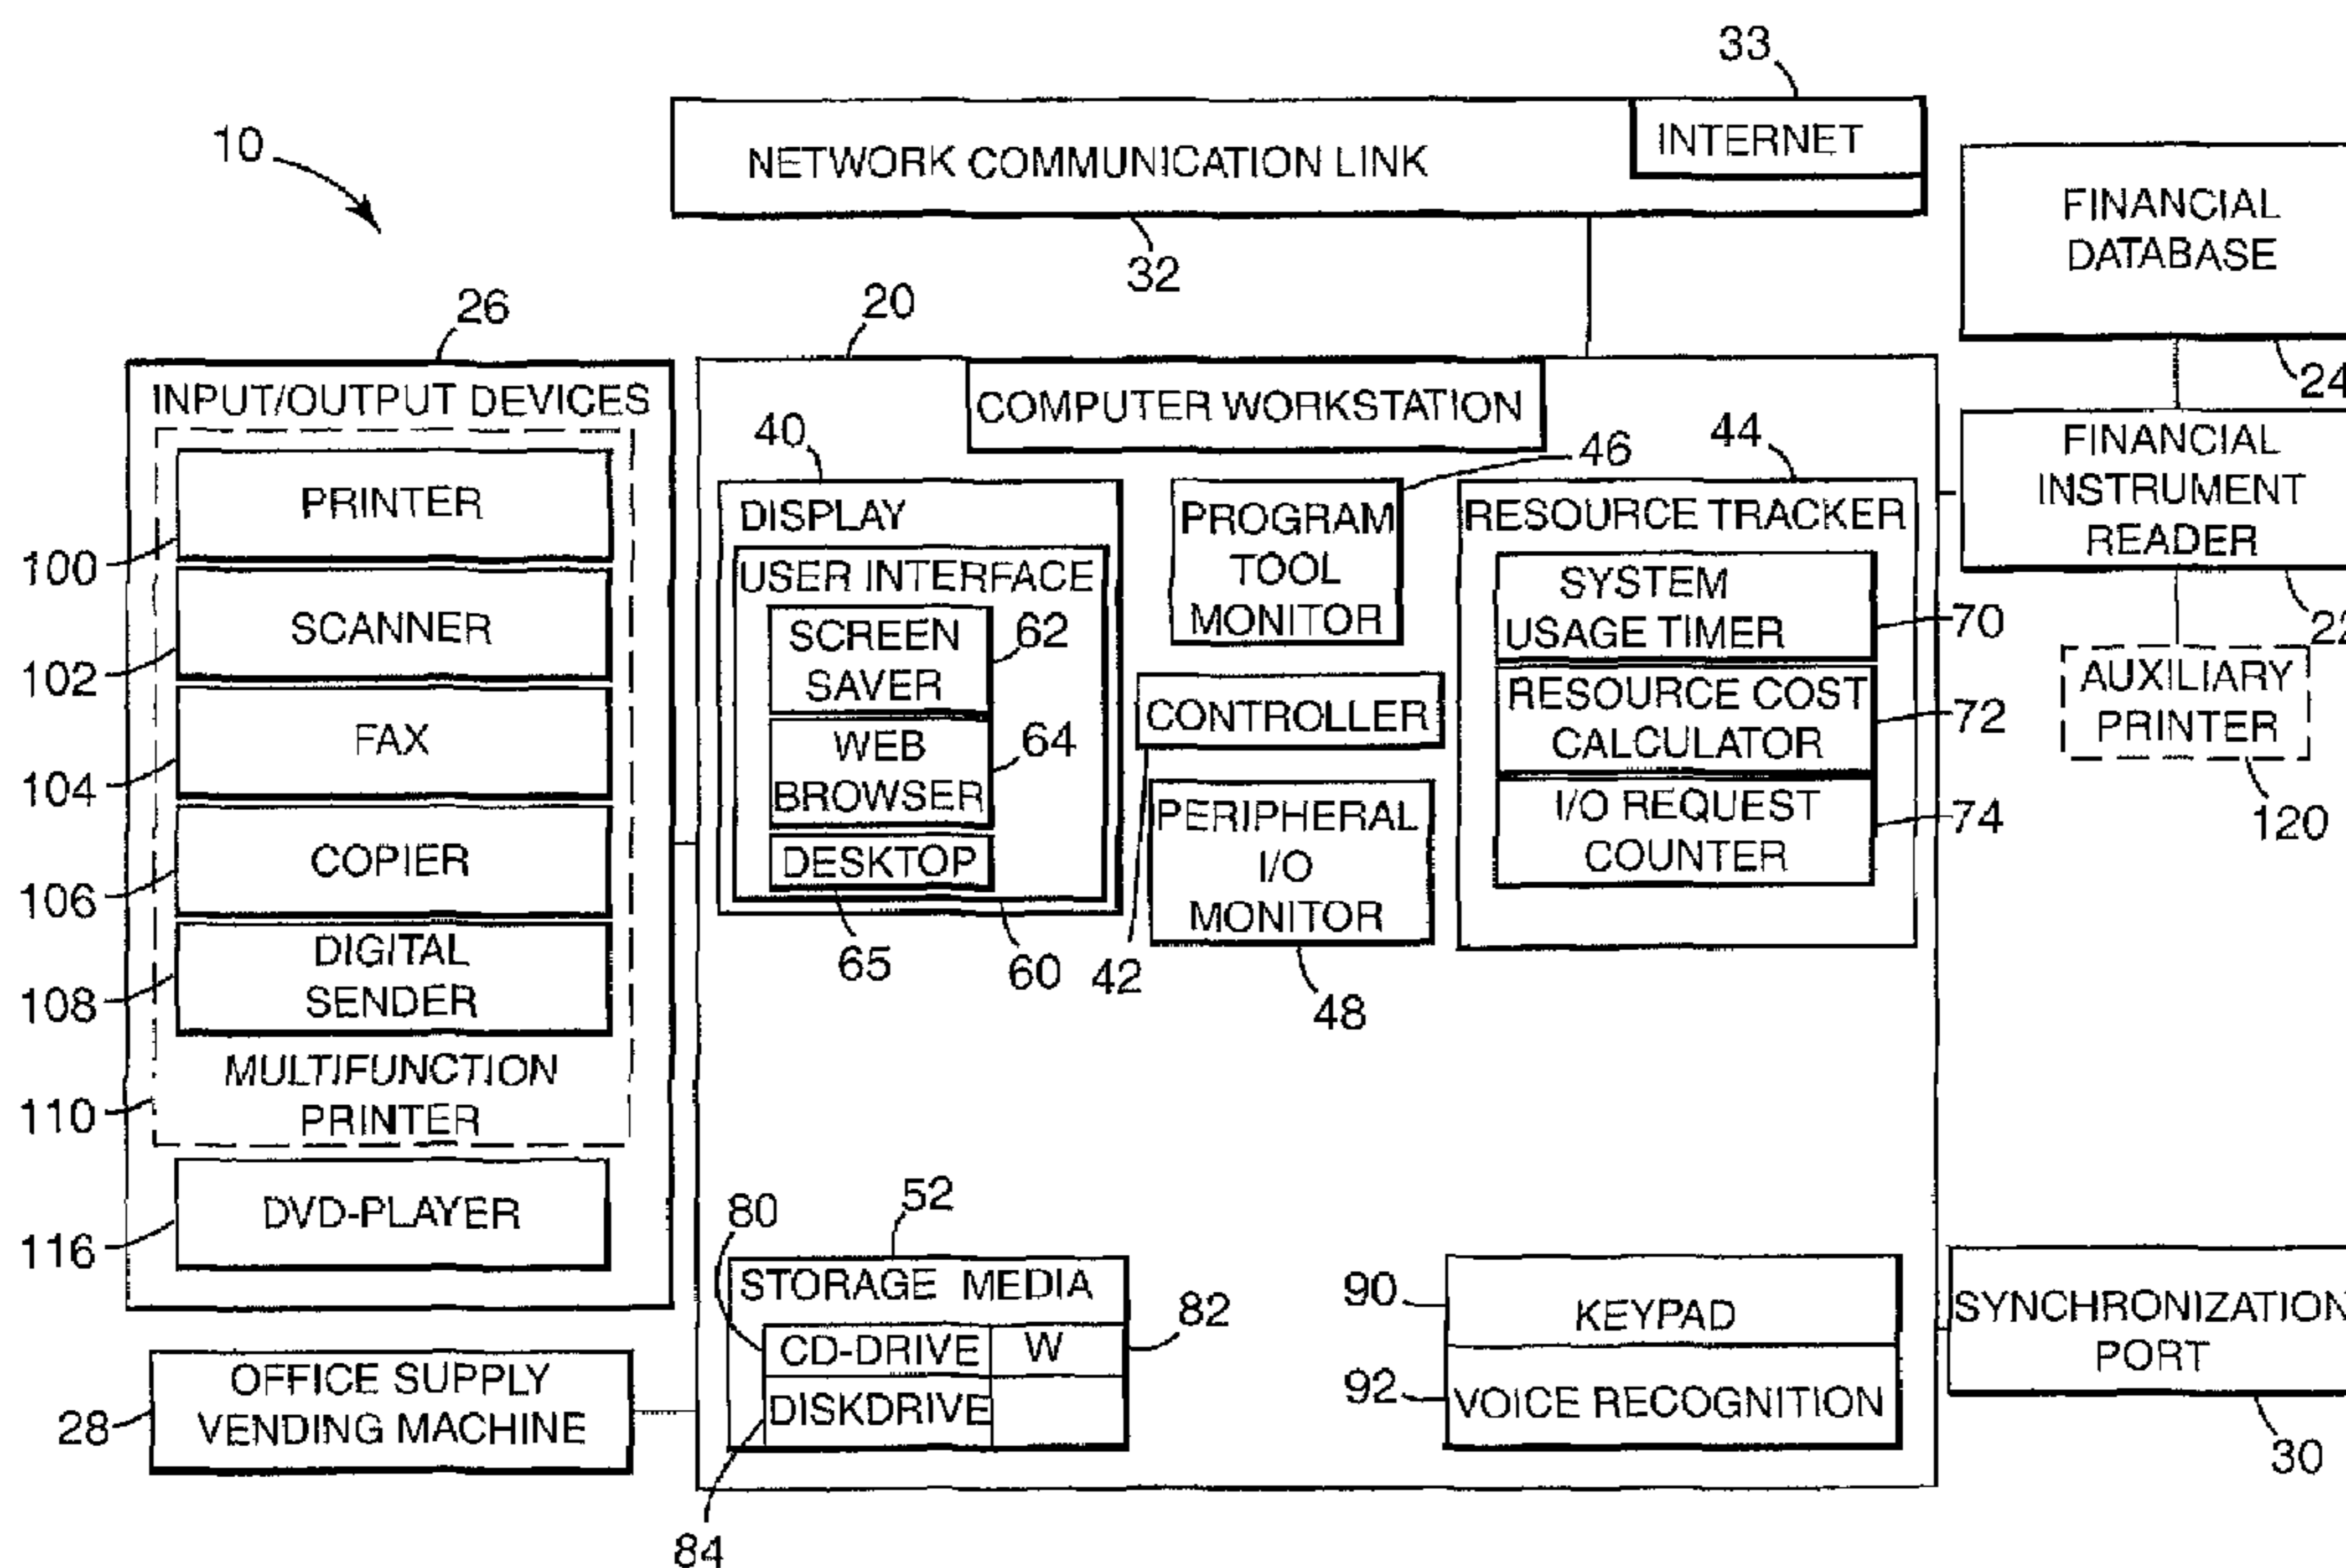 33
10
NETWORK COMMUNICATION LINK
INTERNET
32
FINANCIAL
DATABASE
24
26
INPUT/OUTPUT DEVICES
PRINTER
100
SCANNER
102
FAX
104
COPIER
106
DIGITAL
SENDER
108
MULTIFUNCTION
PRINTER
110
DVD-PLAYER
116
OFFICE SUPPLY
VENDING MACHINE
28
20
COMPUTER WORKSTATION
40
DISPLAY
USER INTERFACE
SCREEN
SAVER
62
WEB
BROWSER
64
DESKTOP
65
60
46
PROGRAM
TOOL
MONITOR
CONTROLLER
42
PERIPHERAL
I/O
MONITOR
48
44
RESOURCE TRACKER
SYSTEM
USAGE TIMER
70
RESOURCE COST
CALCULATOR
72
I/O REQUEST
COUNTER
74
FINANCIAL
INSTRUMENT
READER
22
AUXILIARY
PRINTER
120
52
80
STORAGE MEDIA
82
CD-DRIVE W
DISKDRIVE
84
90
KEYPAD
92
VOICE RECOGNITION
SYNCHRONIZATION
PORT
30